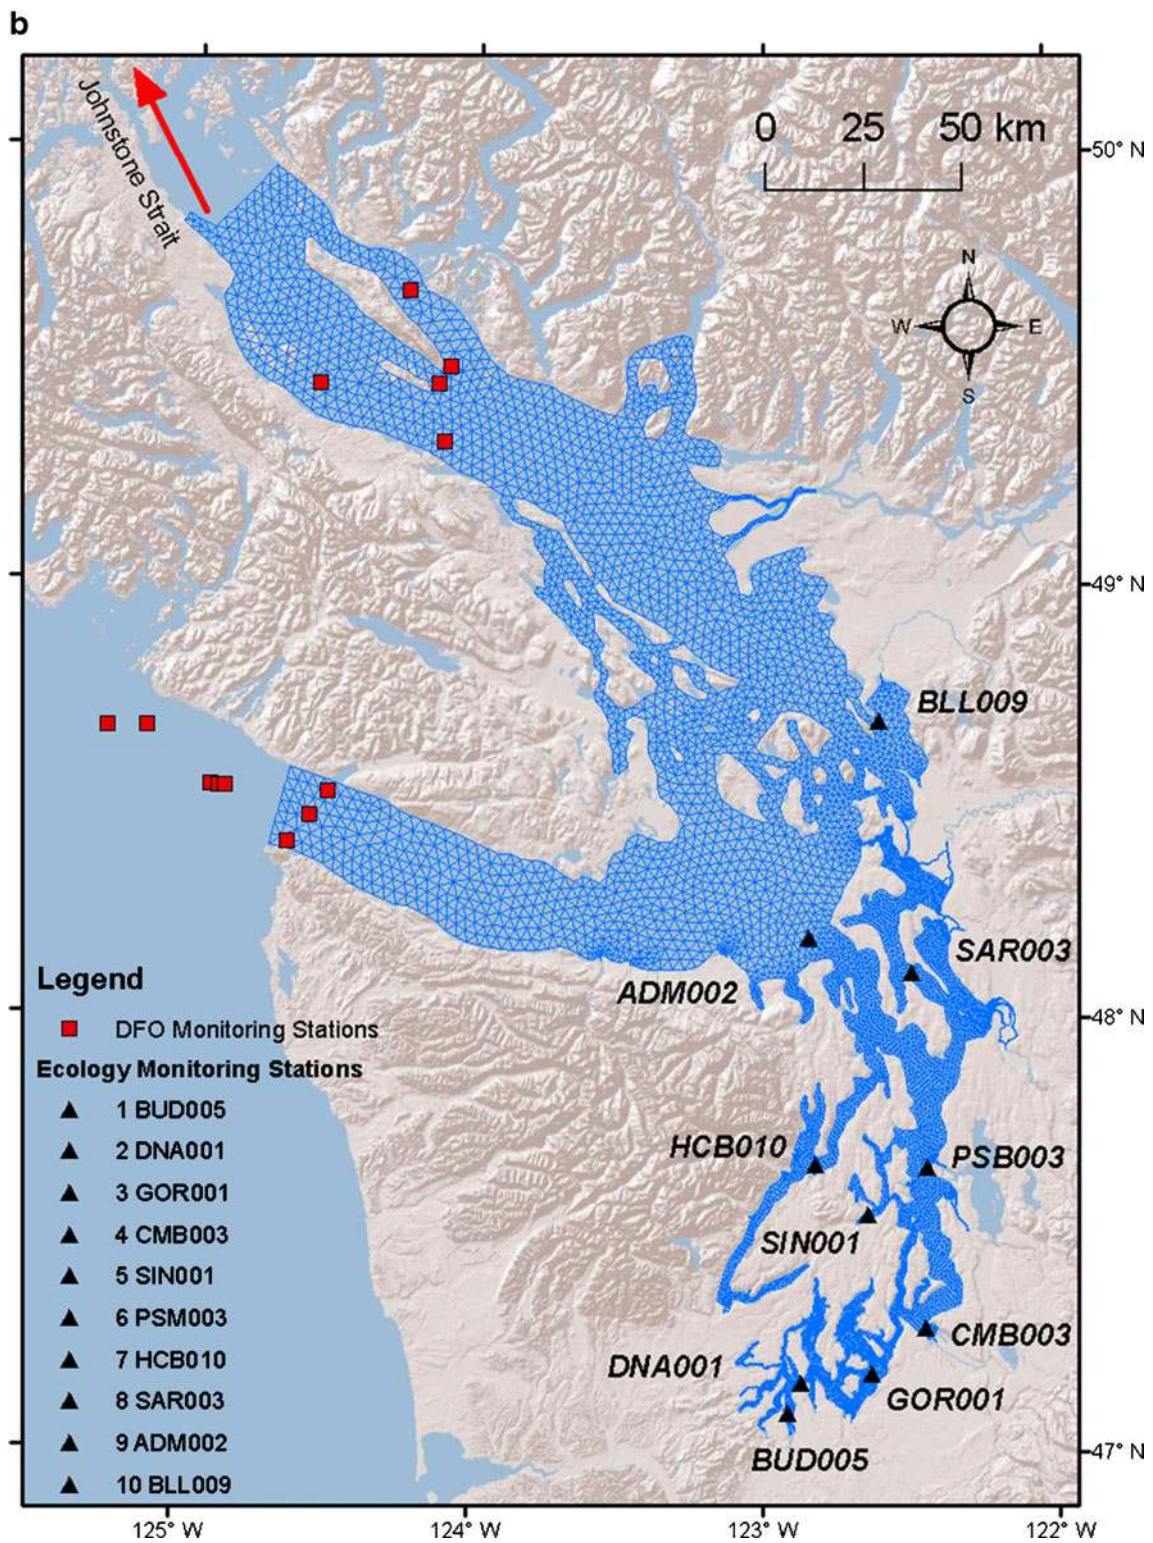 b
Johnstone Strait
0 25 50 km
50° N
N
W E
S
49° N
BLL009
SAR003
ADM002
48° N
HCB010
PSB003
SIN001
CMB003
DNA001
GOR001
BUD005
47° N
Legend
DFO Monitoring Stations
Ecology Monitoring Stations
1 BUD005
2 DNA001
3 GOR001
4 CMB003
5 SIN001
6 PSM003
7 HCB010
8 SAR003
9 ADM002
10 BLL009
125° W 124° W 123° W 122° W